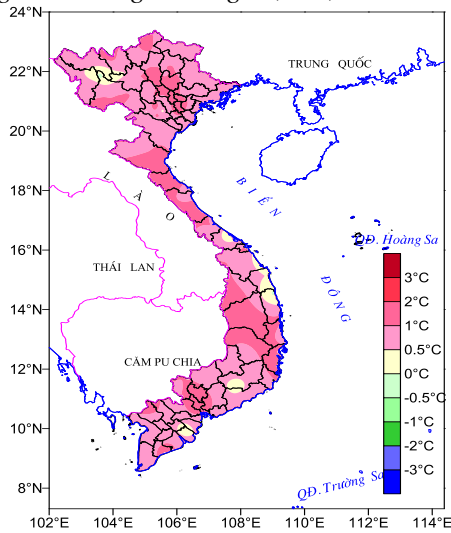 24°N
22°N
20°N
18°N
16°N
14°N
12°N
10°N
8°N
TRUNG QUỐC
LÀO
BIỂN
ĐÔNG
QĐ. Hoàng Sa
THÁI LAN
CĂM PU CHIA
QĐ. Trường Sa
3°C
2°C
1°C
0.5°C
0°C
-0.5°C
-1°C
-2°C
-3°C
102°E 104°E 106°E 108°E 110°E 112°E 114°E